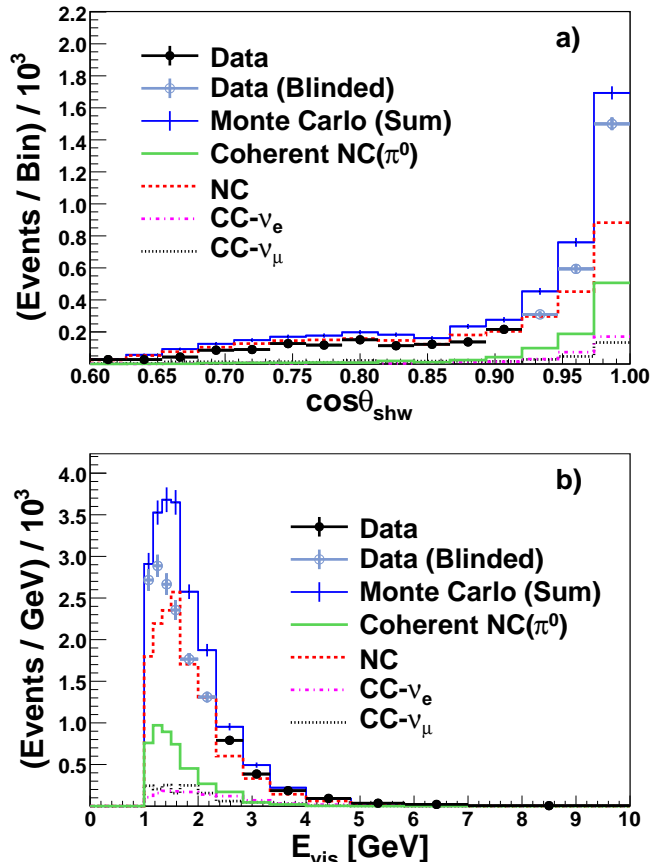 a)
(Events / Bin) / 10³
2.2
2.0
1.8
1.6
1.4
1.2
1.0
0.8
0.6
0.4
0.2
Data
Data (Blinded)
Monte Carlo (Sum)
Coherent NC(π⁰)
NC
CC-νₑ
CC-ν_μ
0.60 0.65 0.70 0.75 0.80 0.85 0.90 0.95 1.00
cosθ_shw
b)
(Events / GeV) / 10³
4.0
3.5
3.0
2.5
2.0
1.5
1.0
0.5
Data
Data (Blinded)
Monte Carlo (Sum)
Coherent NC(π⁰)
NC
CC-νₑ
CC-ν_μ
0 1 2 3 4 5 6 7 8 9 10
E_vis [GeV]